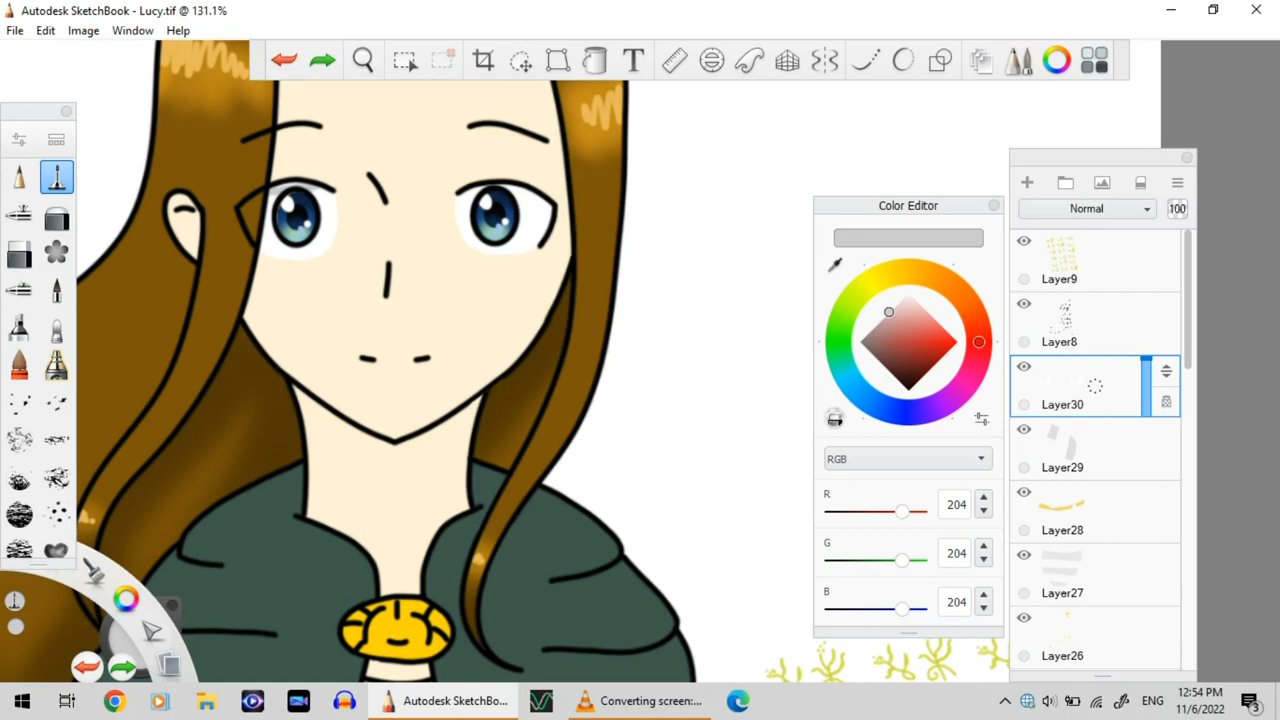 Autodesk SketchBook - Lucy.tif @ 131.1%
File Edit Image Window Help
T
Color Editor
Normal
100
Layer9
Layer8
Layer30
Layer29
Layer28
Layer27
Layer26
RGB
R 204
G 204
B 204
Autodesk SketchBo...
Converting screen:...
ENG
12:54 PM
11/6/2022
3